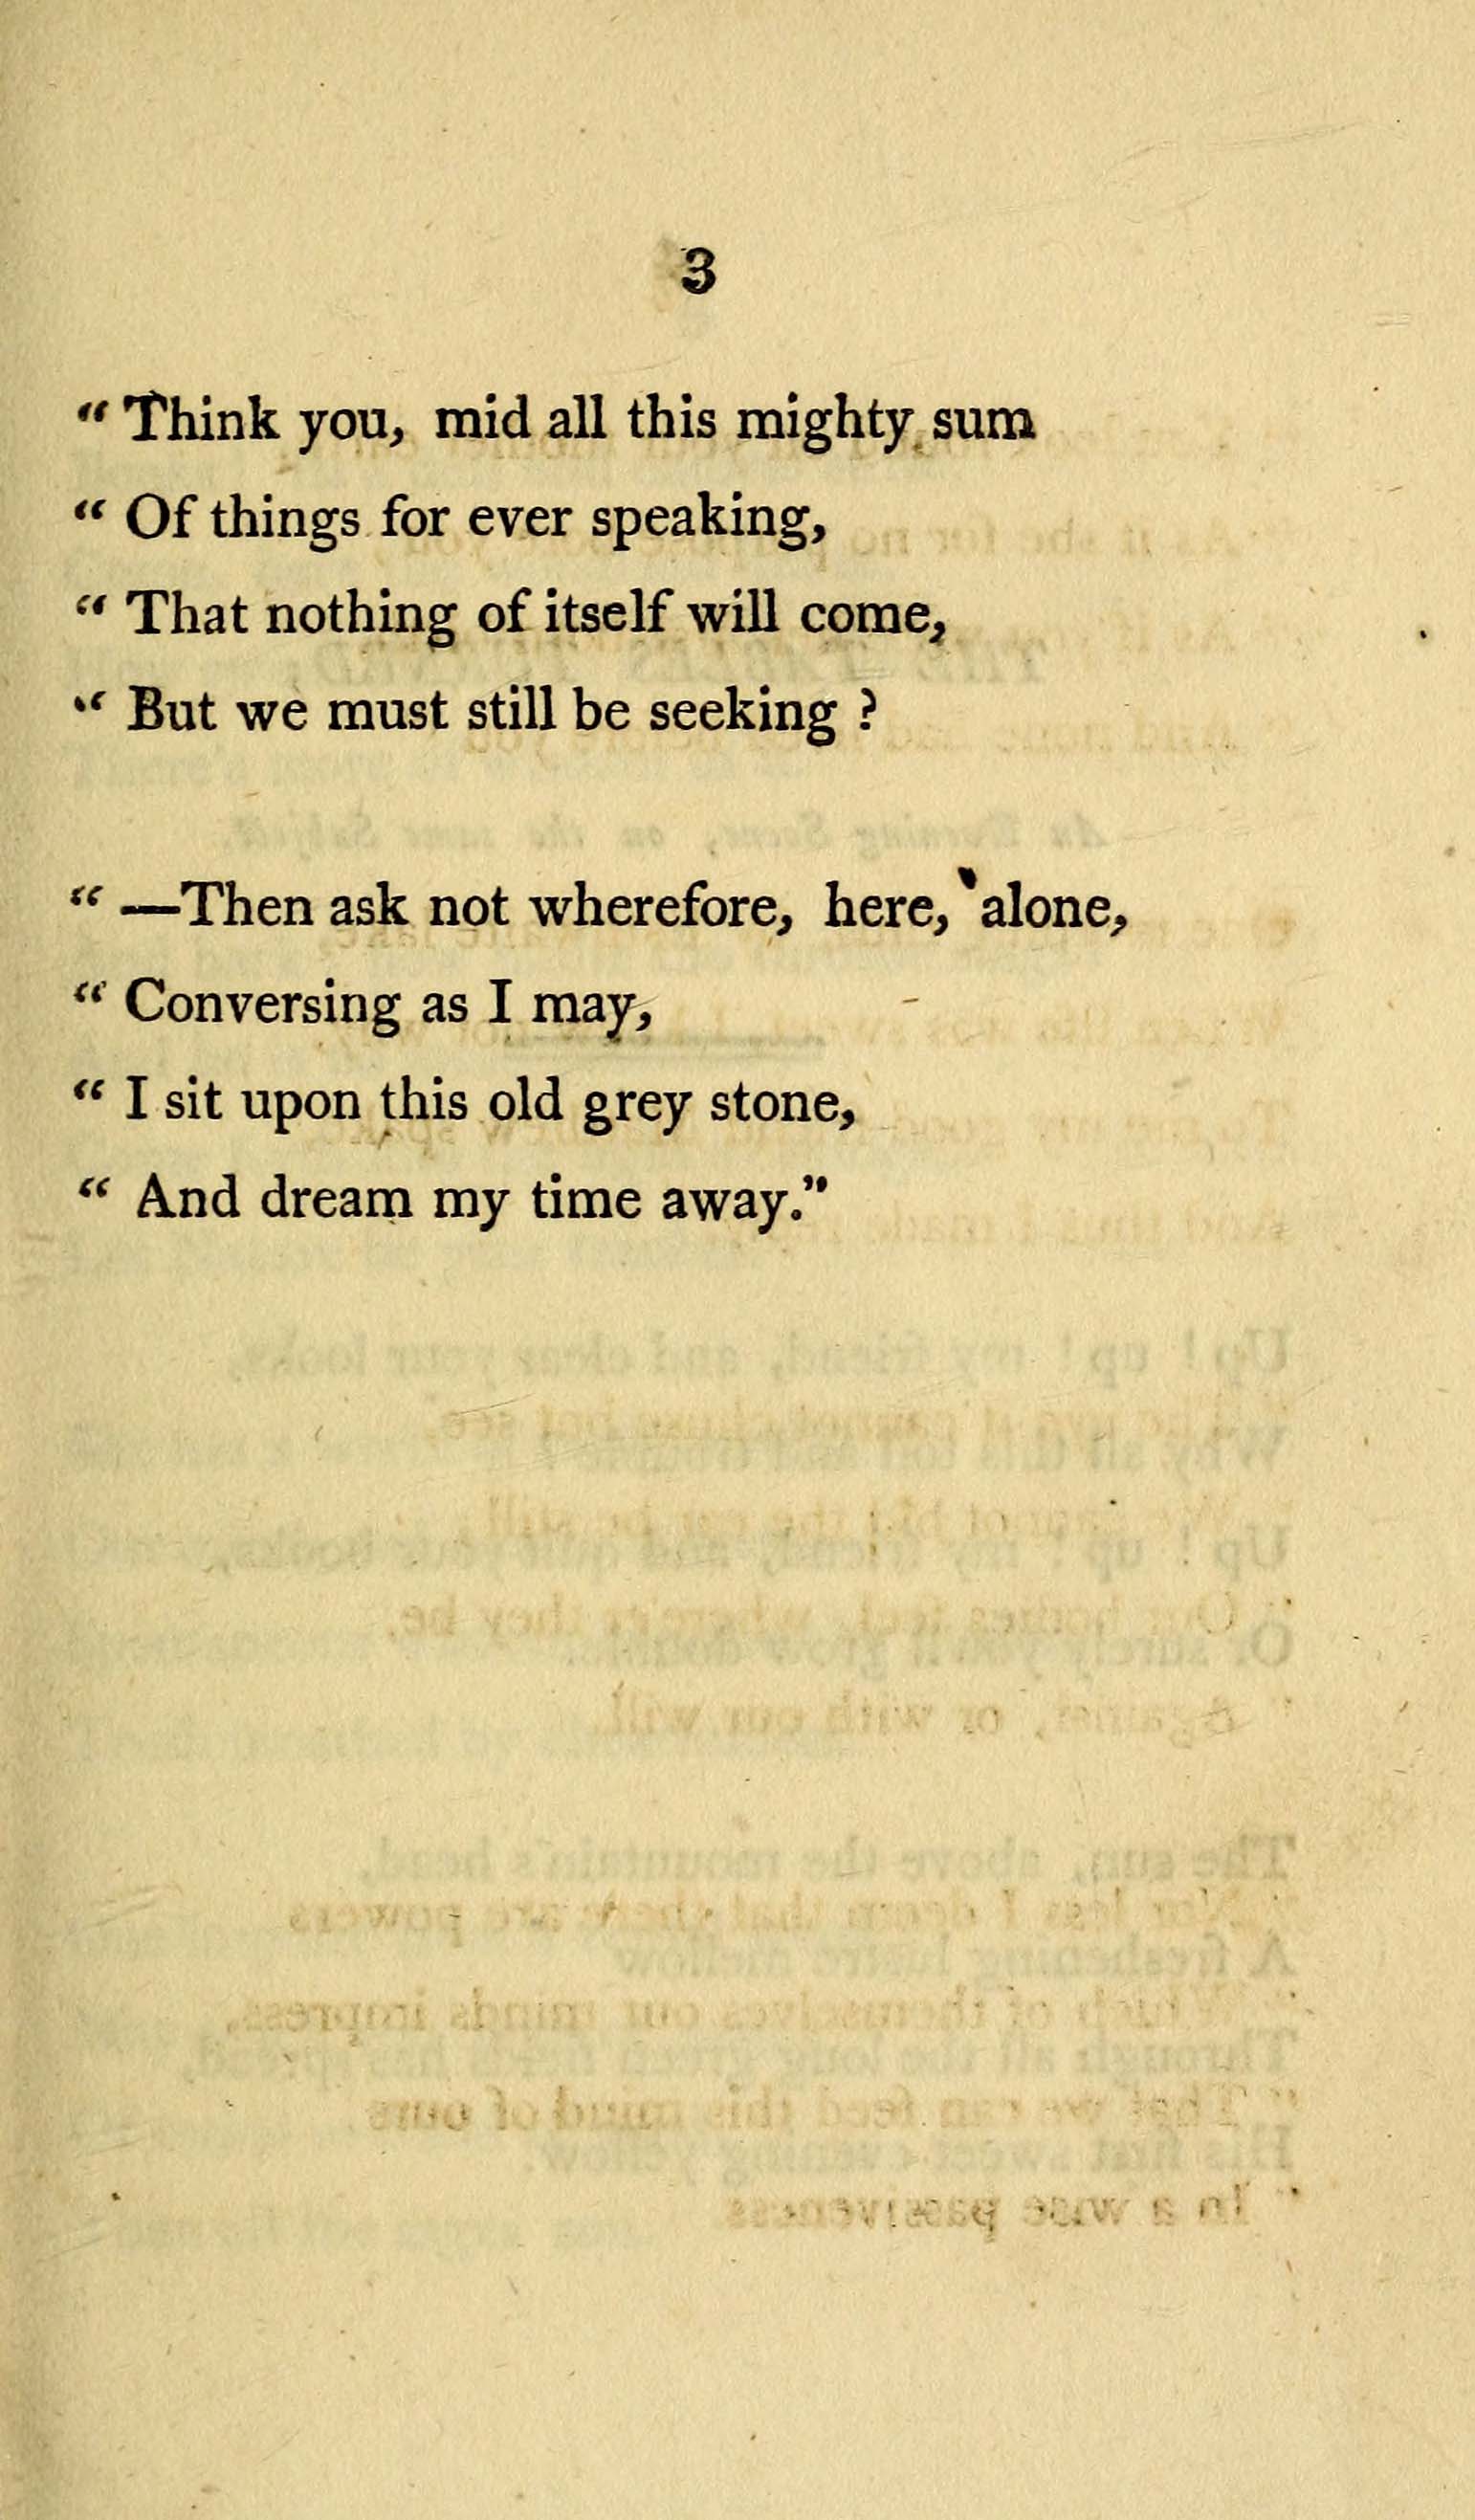 3
“ Think you, mid all this mighty sum
“ Of things for ever speaking,
“ That nothing of itself will come,
“ But we must still be seeking ?
“ —Then ask not wherefore, here, alone,
“ Conversing as I may,
“ I sit upon this old grey stone,
“ And dream my time away.”